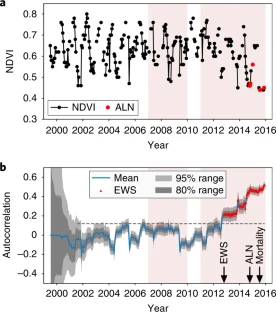 a
0.8
0.7
0.6
0.5
0.4
0.3
NDVI
NDVI ALN
2000 2002 2004 2006 2008 2010 2012 2014 2016
Year
b
0.6
0.4
0.2
0
–0.2
–0.4
Autocorrelation
Mean 95% range
EWS 80% range
EWS
ALN
Mortality
2000 2002 2004 2006 2008 2010 2012 2014 2016
Year